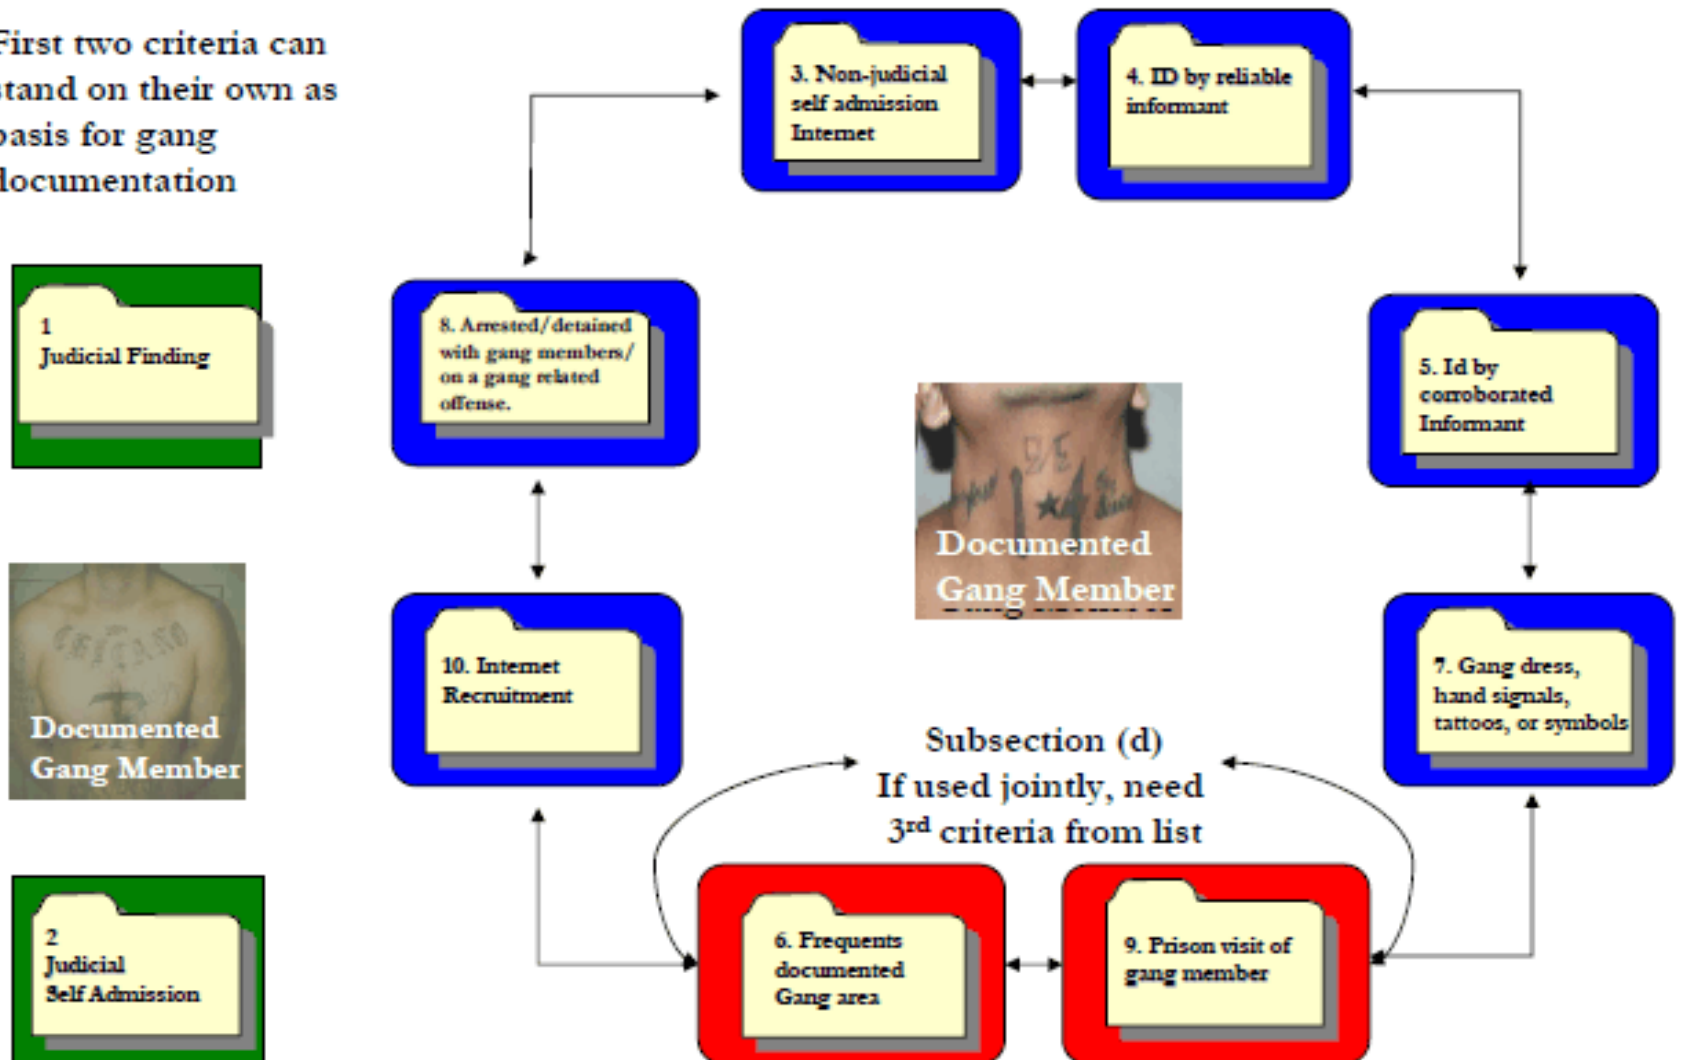 First two criteria can
stand on their own as
basis for gang
documentation
1
Judicial Finding
Documented
Gang Member
2
Judicial
Self Admission
3. Non-judicial
self admission
Internet
4. ID by reliable
informant
8. Arrested/detained
with gang members/
on a gang related
offense.
5. Id by
corroborated
Informant
Documented
Gang Member
10. Internet
Recruitment
7. Gang dress,
hand signals,
tattoos, or symbols
Subsection (d)
If used jointly, need
3rd criteria from list
6. Frequents
documented
Gang area
9. Prison visit of
gang member